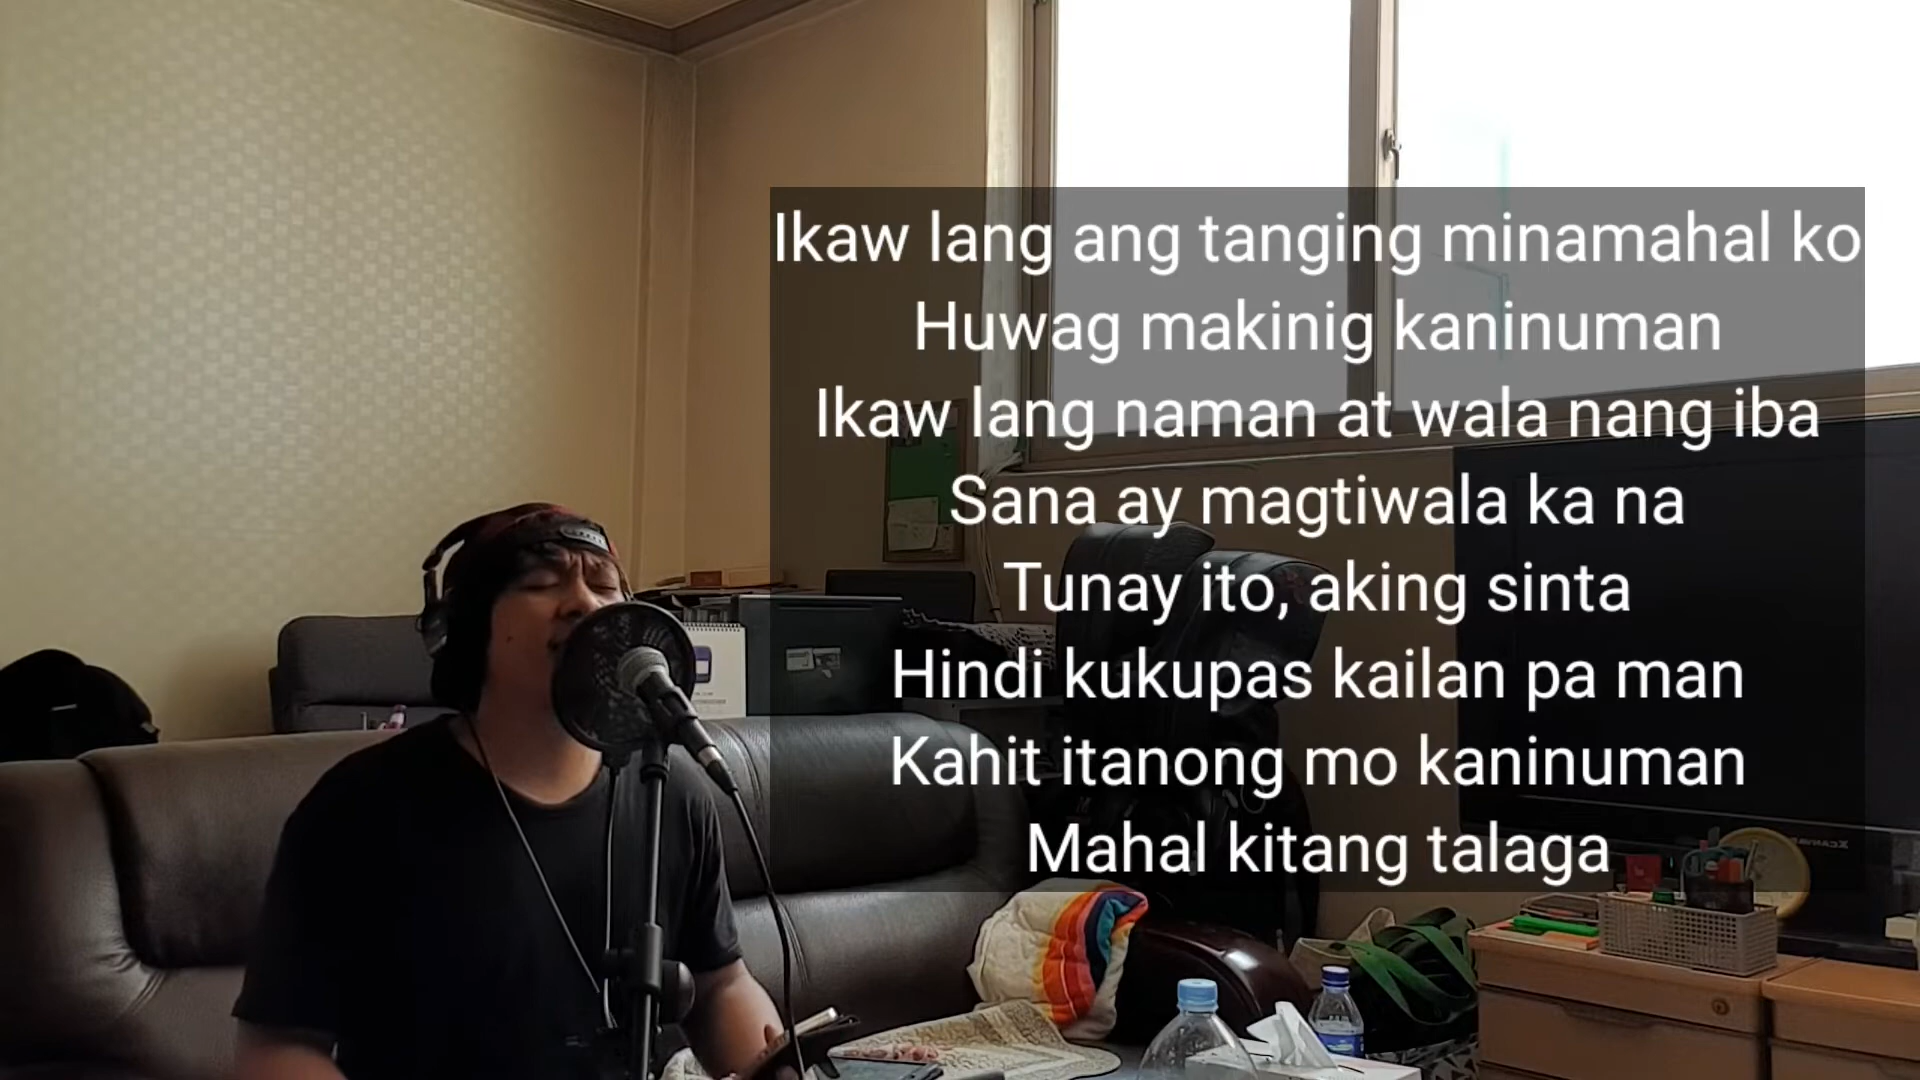 Ikaw lang ang tanging minamahal ko
Huwag makinig kaninuman
Ikaw lang naman at wala nang iba
Sana ay magtiwala ka na
Tunay ito, aking sinta
Hindi kukupas kailan pa man
Kahit itanong mo kaninuman
Mahal kitang talaga